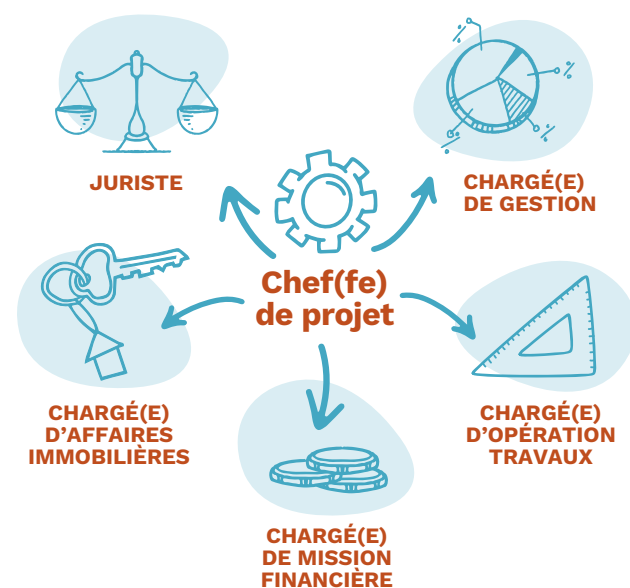 %
%
%
%
JURISTE
CHARGÉ(E)
DE GESTION
Chef(fe)
de projet
CHARGÉ(E)
D’AFFAIRES
IMMOBILIÈRES
CHARGÉ(E)
D’OPÉRATION
TRAVAUX
CHARGÉ(E)
DE MISSION
FINANCIÈRE